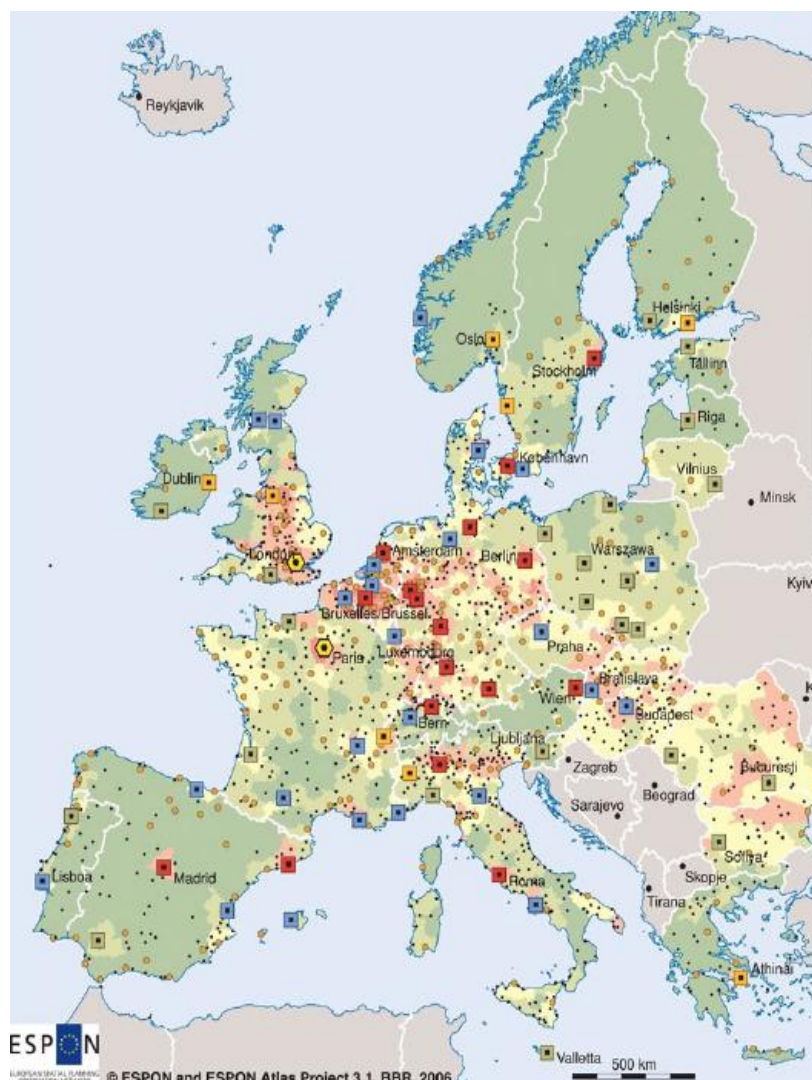 Reykjavik
Helsinki
Oslo
Stockholm
Tallinn
Riga
København
Dublin
Vilnius
Minsk
London
Amsterdam
Berlin
Warszawa
Kyiv
Bruxelles/Brussel
Praha
Luxembourg
Paris
Bratislava
Wien
Budapest
Bern
Ljubljana
Zagreb
Bucuresti
Beograd
Sarajevo
Sofiya
Lisboa
Madrid
Roma
Skopje
Tirana
Athinai
ESPON
Valletta
500 km
© ESPON and ESPON Atlas Project 3.1, BBR, 2006